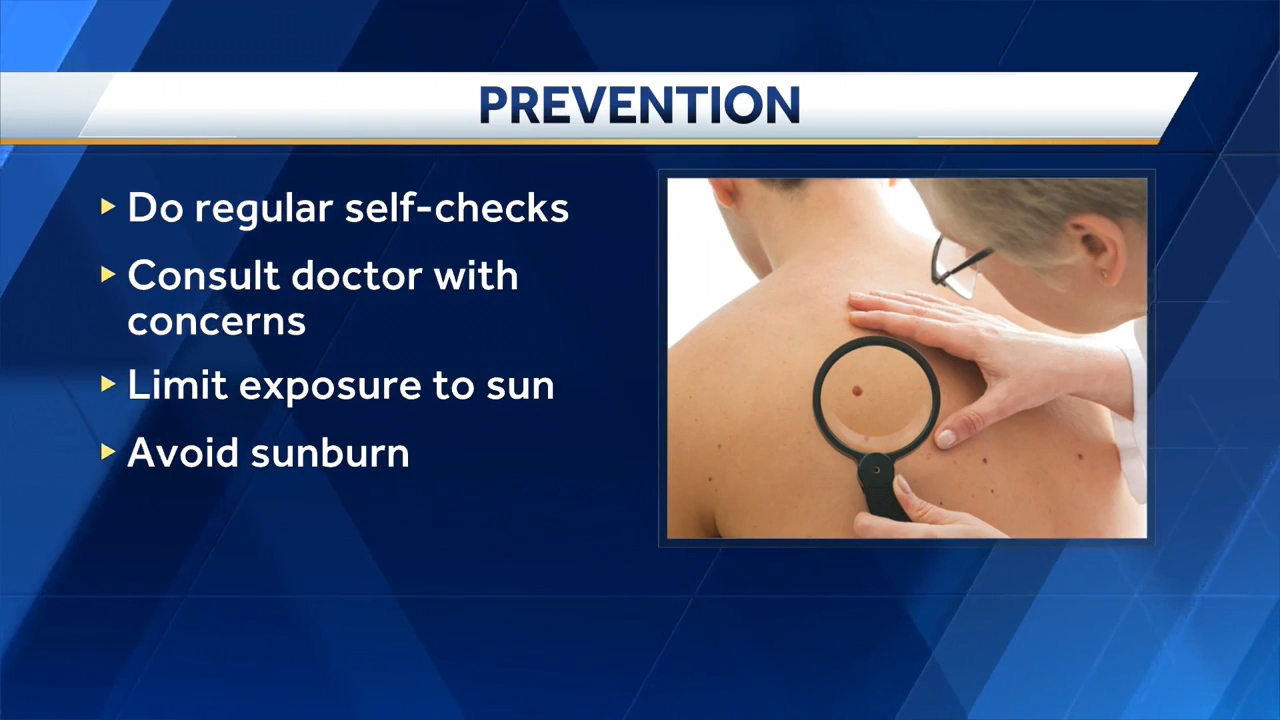 PREVENTION
Do regular self-checks
Consult doctor with
concerns
Limit exposure to sun
Avoid sunburn